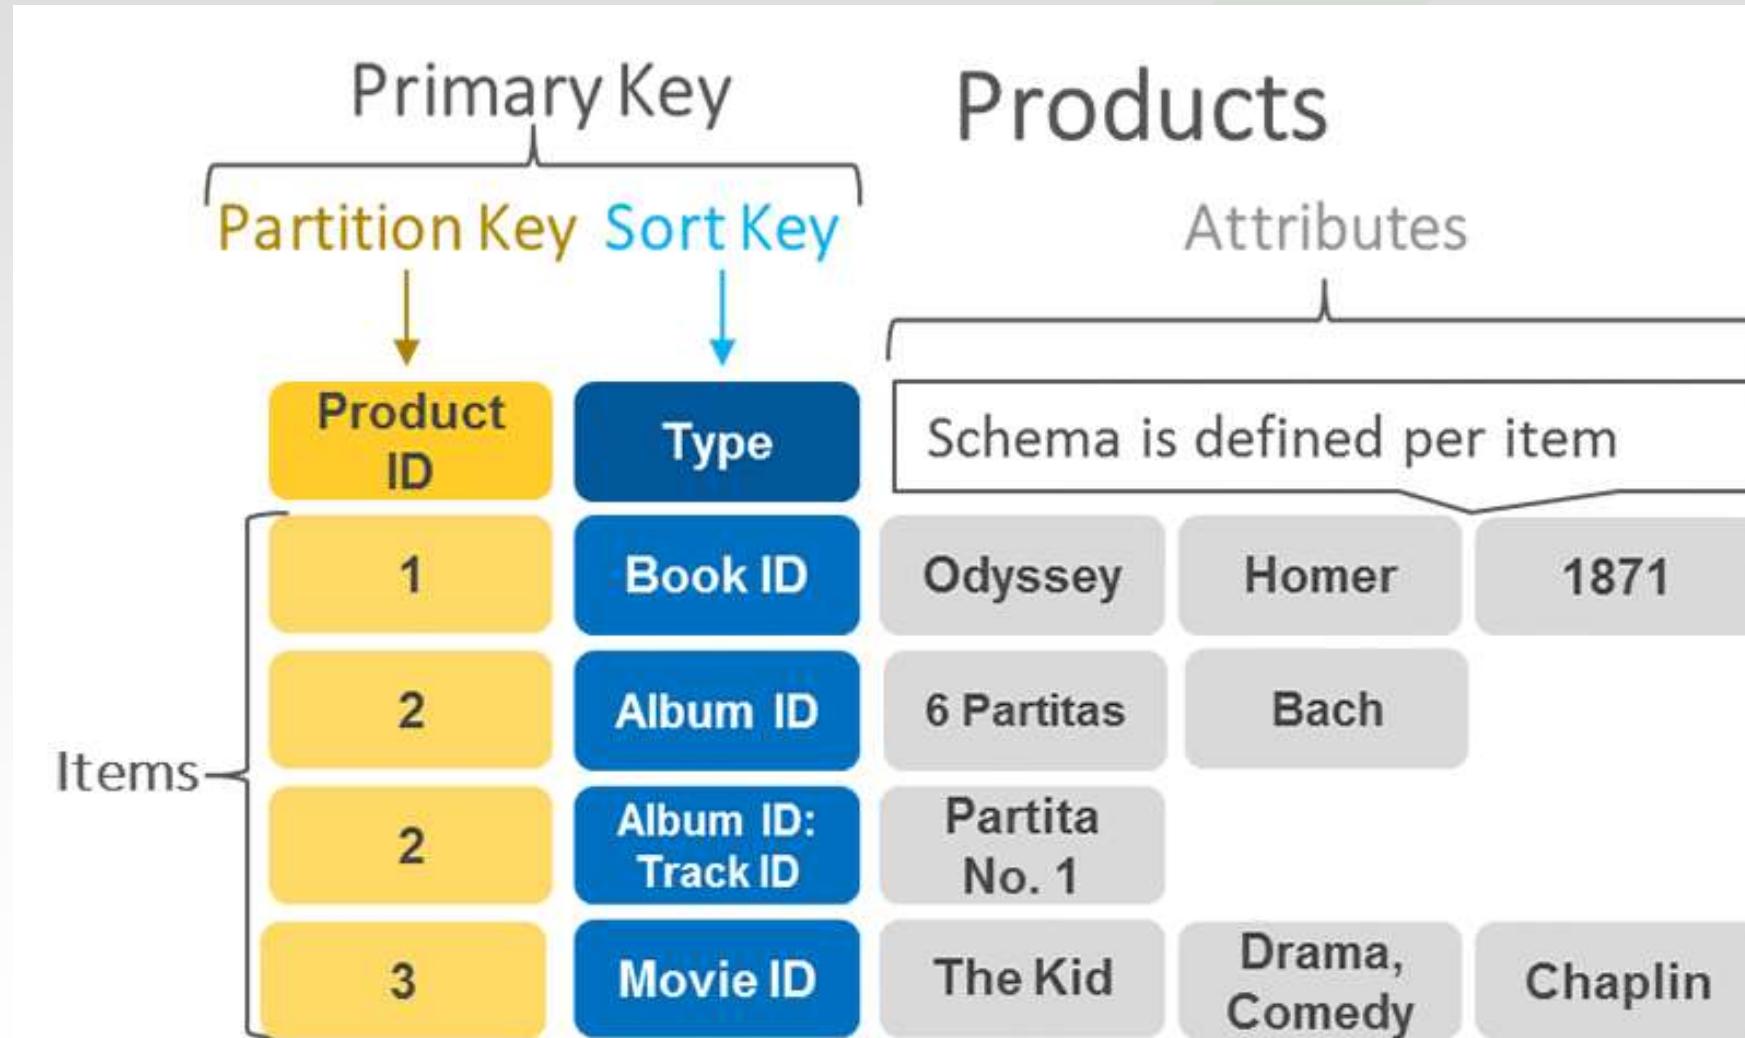 Primary Key
Products
Partition Key Sort Key
Attributes
Product
ID
Type
Schema is defined per item
1
Book ID
Odyssey
Homer
1871
2
Album ID
6 Partitas
Bach
Items
2
Album ID:
Track ID
Partita
No. 1
3
Movie ID
The Kid
Drama,
Comedy
Chaplin